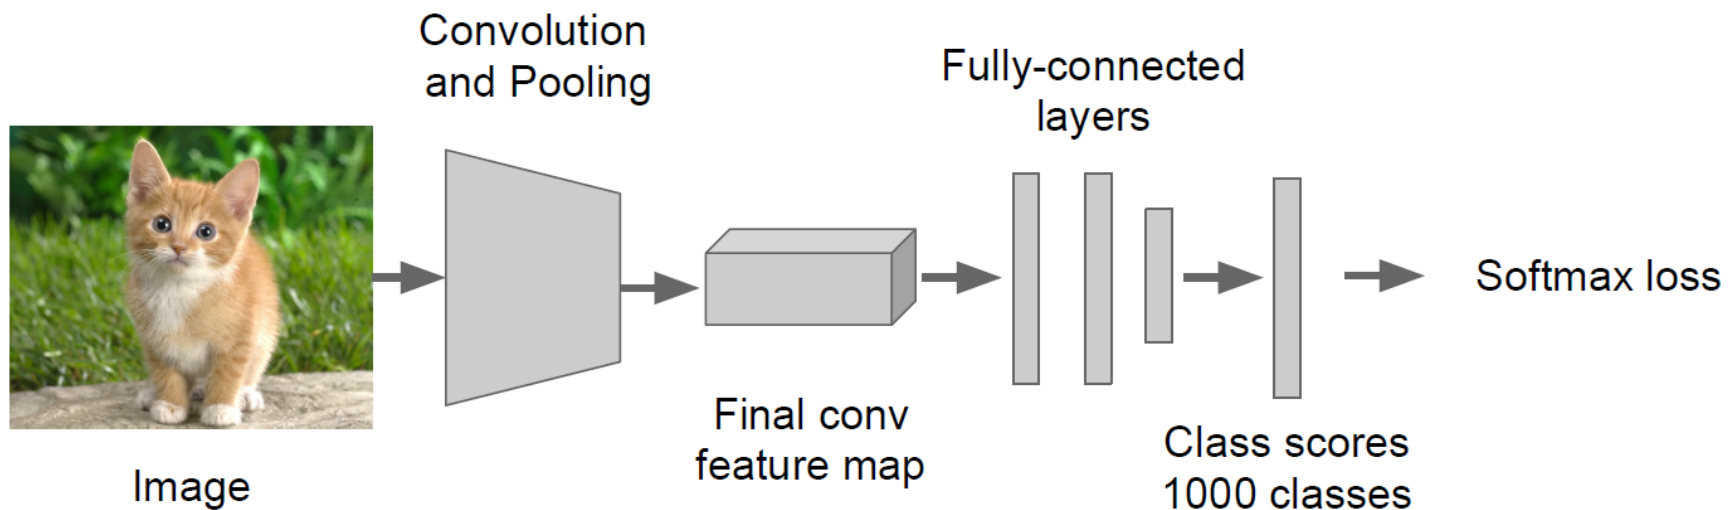 Convolution
and Pooling
Fully-connected
layers
Softmax loss
Final conv
feature map
Class scores
1000 classes
Image